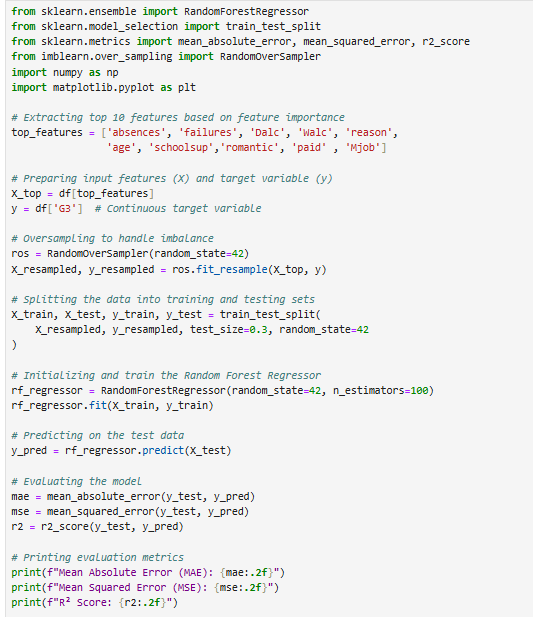 from sklearn.ensemble import RandomForestRegressor
from sklearn.model_selection import train_test_split
from sklearn.metrics import mean_absolute_error, mean_squared_error, r2_score
from imblearn.over_sampling import RandomOverSampler
import numpy as np
import matplotlib.pyplot as plt
# Extracting top 10 features based on feature importance
top_features = ['absences', 'failures', 'Dalc', 'Walc', 'reason',
'age', 'schoolsup','romantic', 'paid' , 'Mjob']
# Preparing input features (X) and target variable (y)
X_top = df[top_features]
y = df['G3']  # Continuous target variable
# Oversampling to handle imbalance
ros = RandomOverSampler(random_state=42)
X_resampled, y_resampled = ros.fit_resample(X_top, y)
# Splitting the data into training and testing sets
X_train, X_test, y_train, y_test = train_test_split(
X_resampled, y_resampled, test_size=0.3, random_state=42
)
# Initializing and train the Random Forest Regressor
rf_regressor = RandomForestRegressor(random_state=42, n_estimators=100)
rf_regressor.fit(X_train, y_train)
# Predicting on the test data
y_pred = rf_regressor.predict(X_test)
# Evaluating the model
mae = mean_absolute_error(y_test, y_pred)
mse = mean_squared_error(y_test, y_pred)
r2 = r2_score(y_test, y_pred)
# Printing evaluation metrics
print(f"Mean Absolute Error (MAE): {mae:.2f}")
print(f"Mean Squared Error (MSE): {mse:.2f}")
print(f"R² Score: {r2:.2f}")